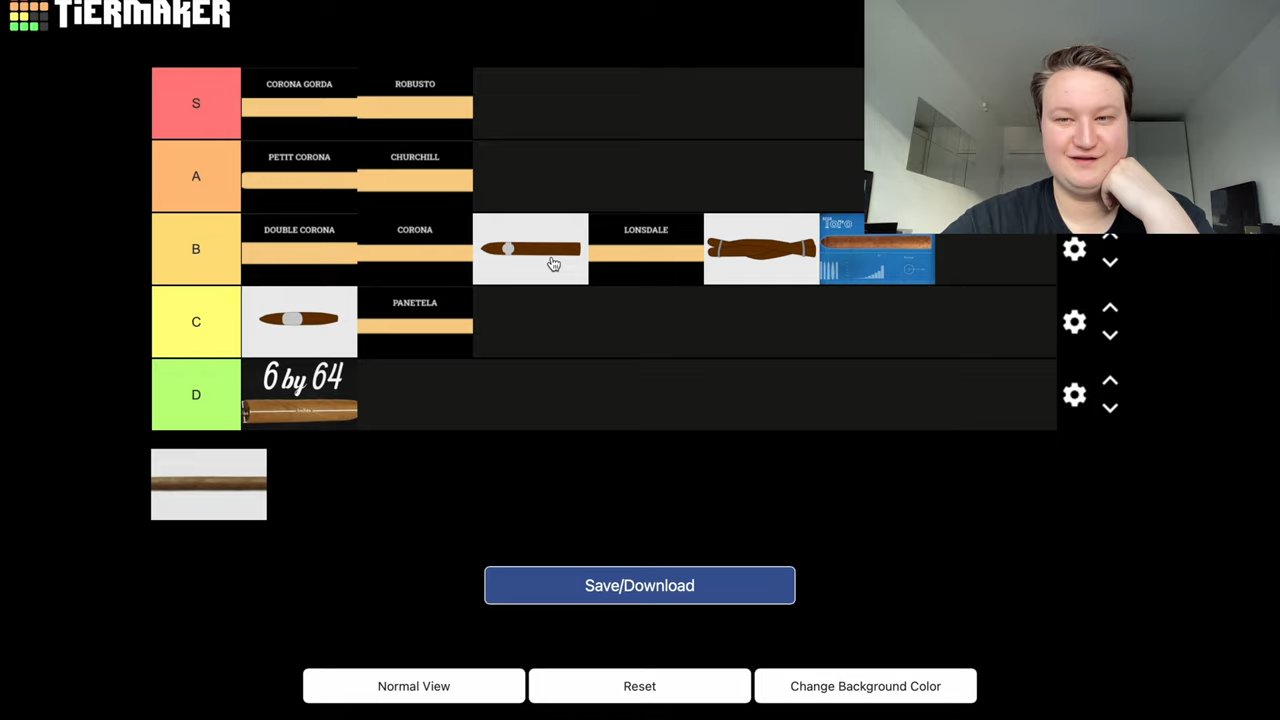 TiERMAKER
S
CORONA GORDA
ROBUSTO
A
PETIT CORONA
CHURCHILL
B
DOUBLE CORONA
CORONA
LONSDALE
Toro
C
PANETELA
D
6 by 64
Save/Download
Normal View
Reset
Change Background Color